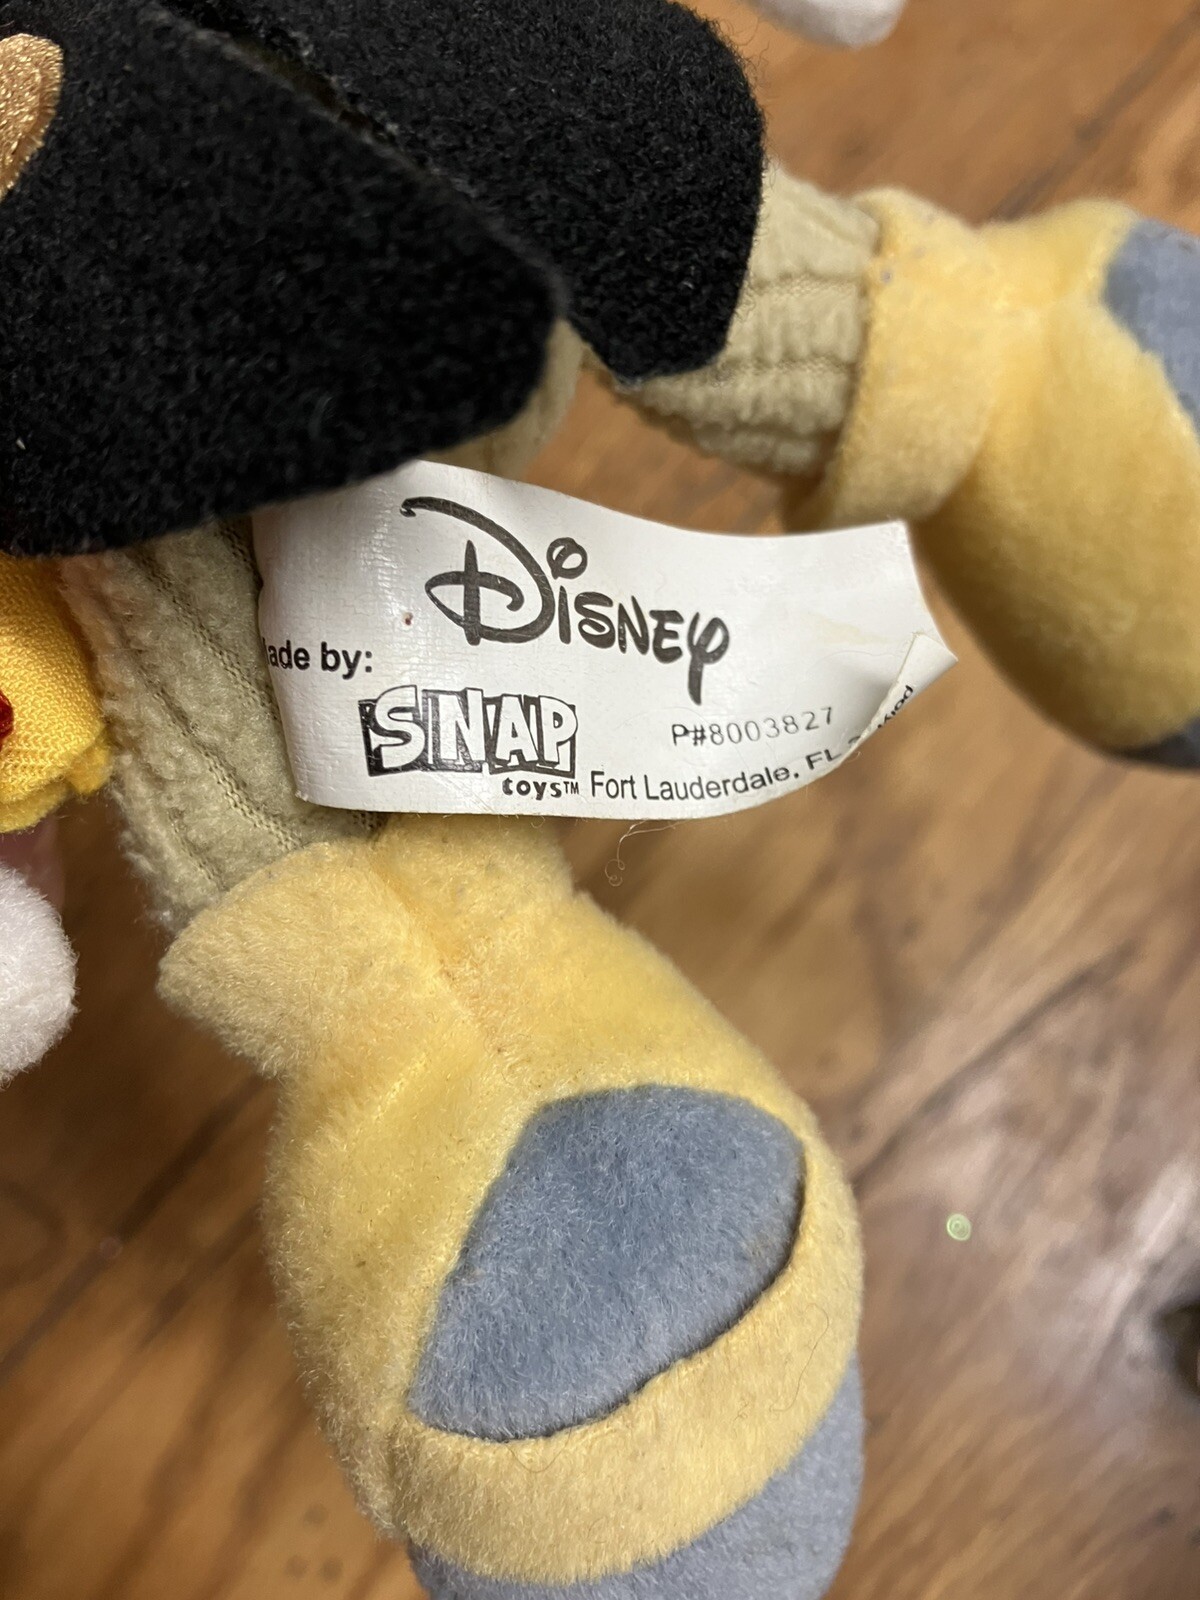 Disney
ade by:
SNAP
toys™ Fort Lauderdale, FL
P#8003827